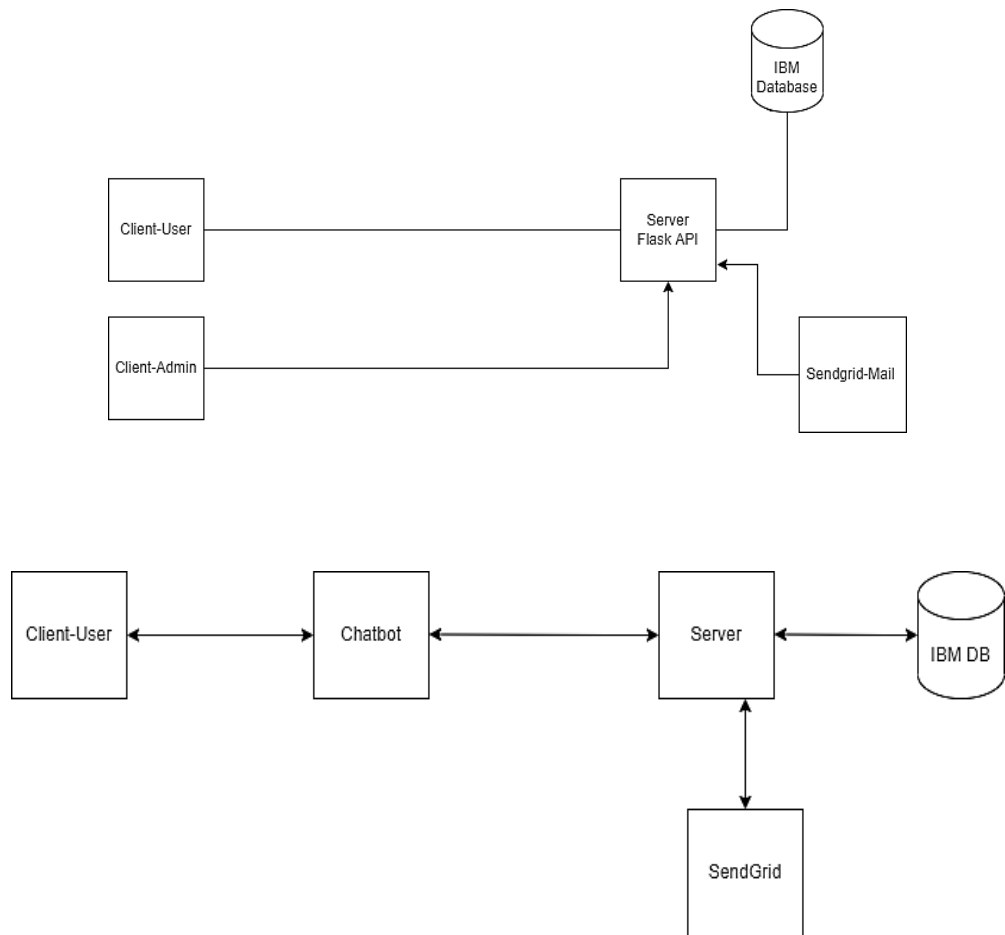 IBM
Database
Client-User
Server
Flask API
Client-Admin
Sendgrid-Mail
Client-User
Chatbot
Server
IBM DB
SendGrid